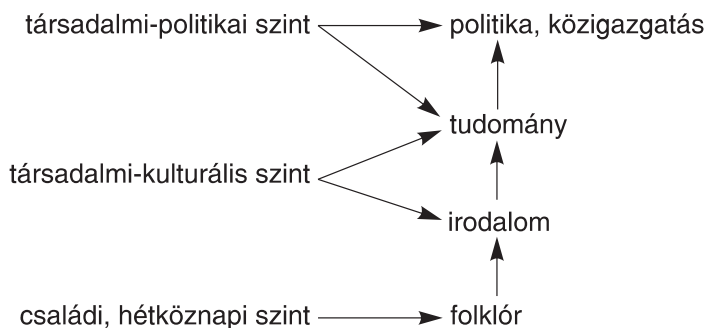 társadalmi-politikai szint
politika, közigazgatás
tudomány
társadalmi-kulturális szint
irodalom
családi, hétköznapi szint
folklór